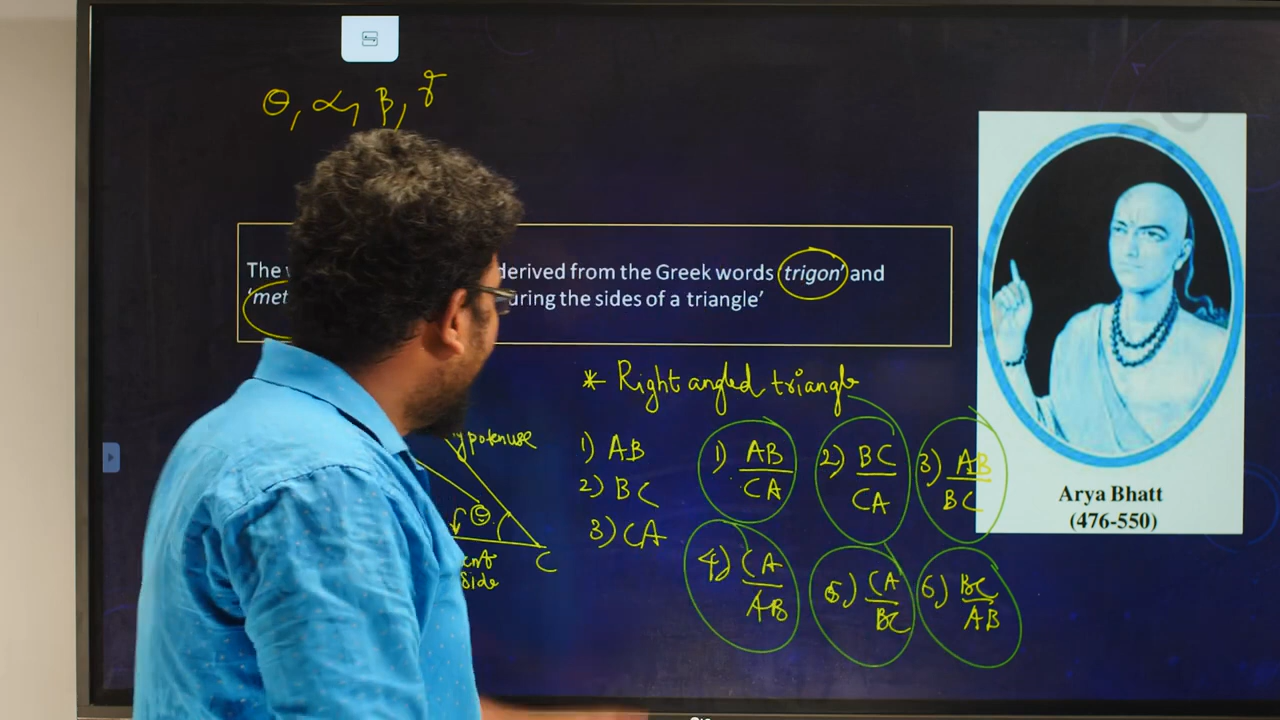 θ, α, β, γ
The
derived from the Greek words 'trigon' and
'met
uring the sides of a triangle'
* Right angled triangle
ypotenuse
1) AB
2) BC
3) CA
1) AB/CA
2) BC/CA
3) AB/BC
4) CA/AB
5) CA/BC
6) BC/AB
θ
C
side
Arya Bhatt
(476-550)